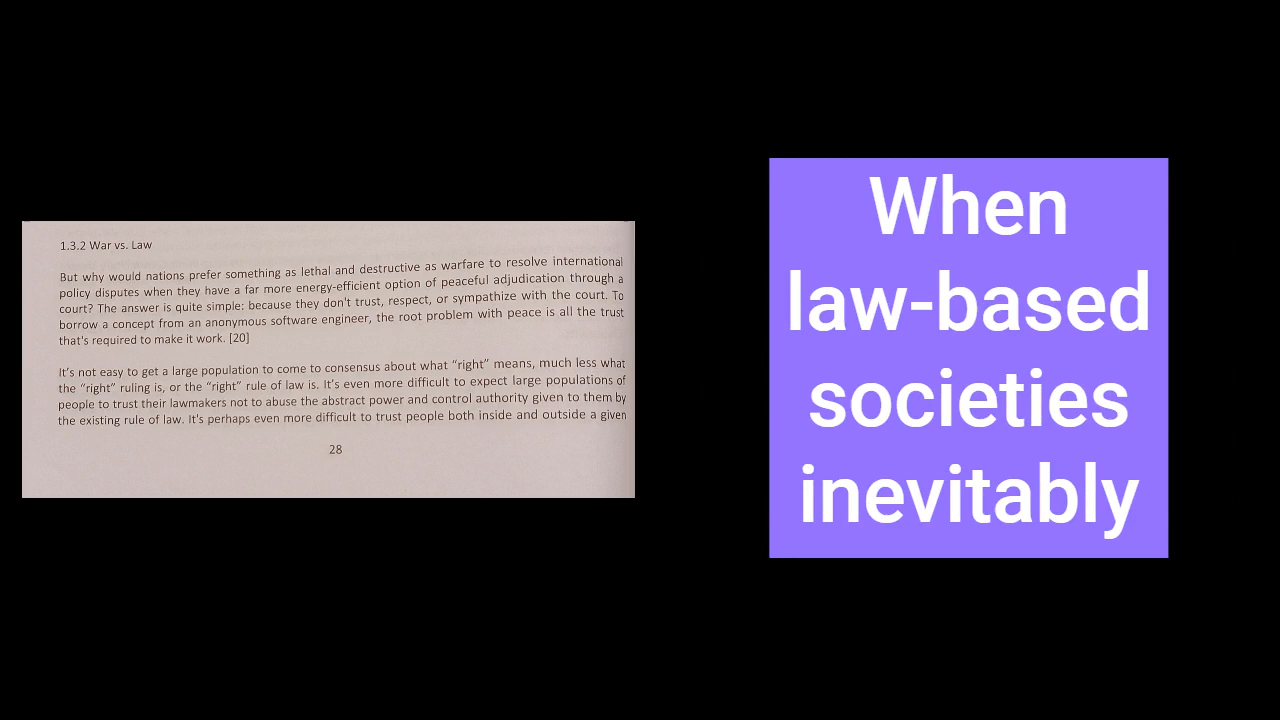 1.3.2 War vs. Law
But why would nations prefer something as lethal and destructive as warfare to resolve international
policy disputes when they have a far more energy-efficient option of peaceful adjudication through a
court? The answer is quite simple: because they don't trust, respect, or sympathize with the court. To
borrow a concept from an anonymous software engineer, the root problem with peace is all the trust
that's required to make it work. [20]
It's not easy to get a large population to come to consensus about what “right” means, much less what
the “right” ruling is, or the “right” rule of law is. It's even more difficult to expect large populations of
people to trust their lawmakers not to abuse the abstract power and control authority given to them by
the existing rule of law. It's perhaps even more difficult to trust people both inside and outside a given
28
When
law-based
societies
inevitably